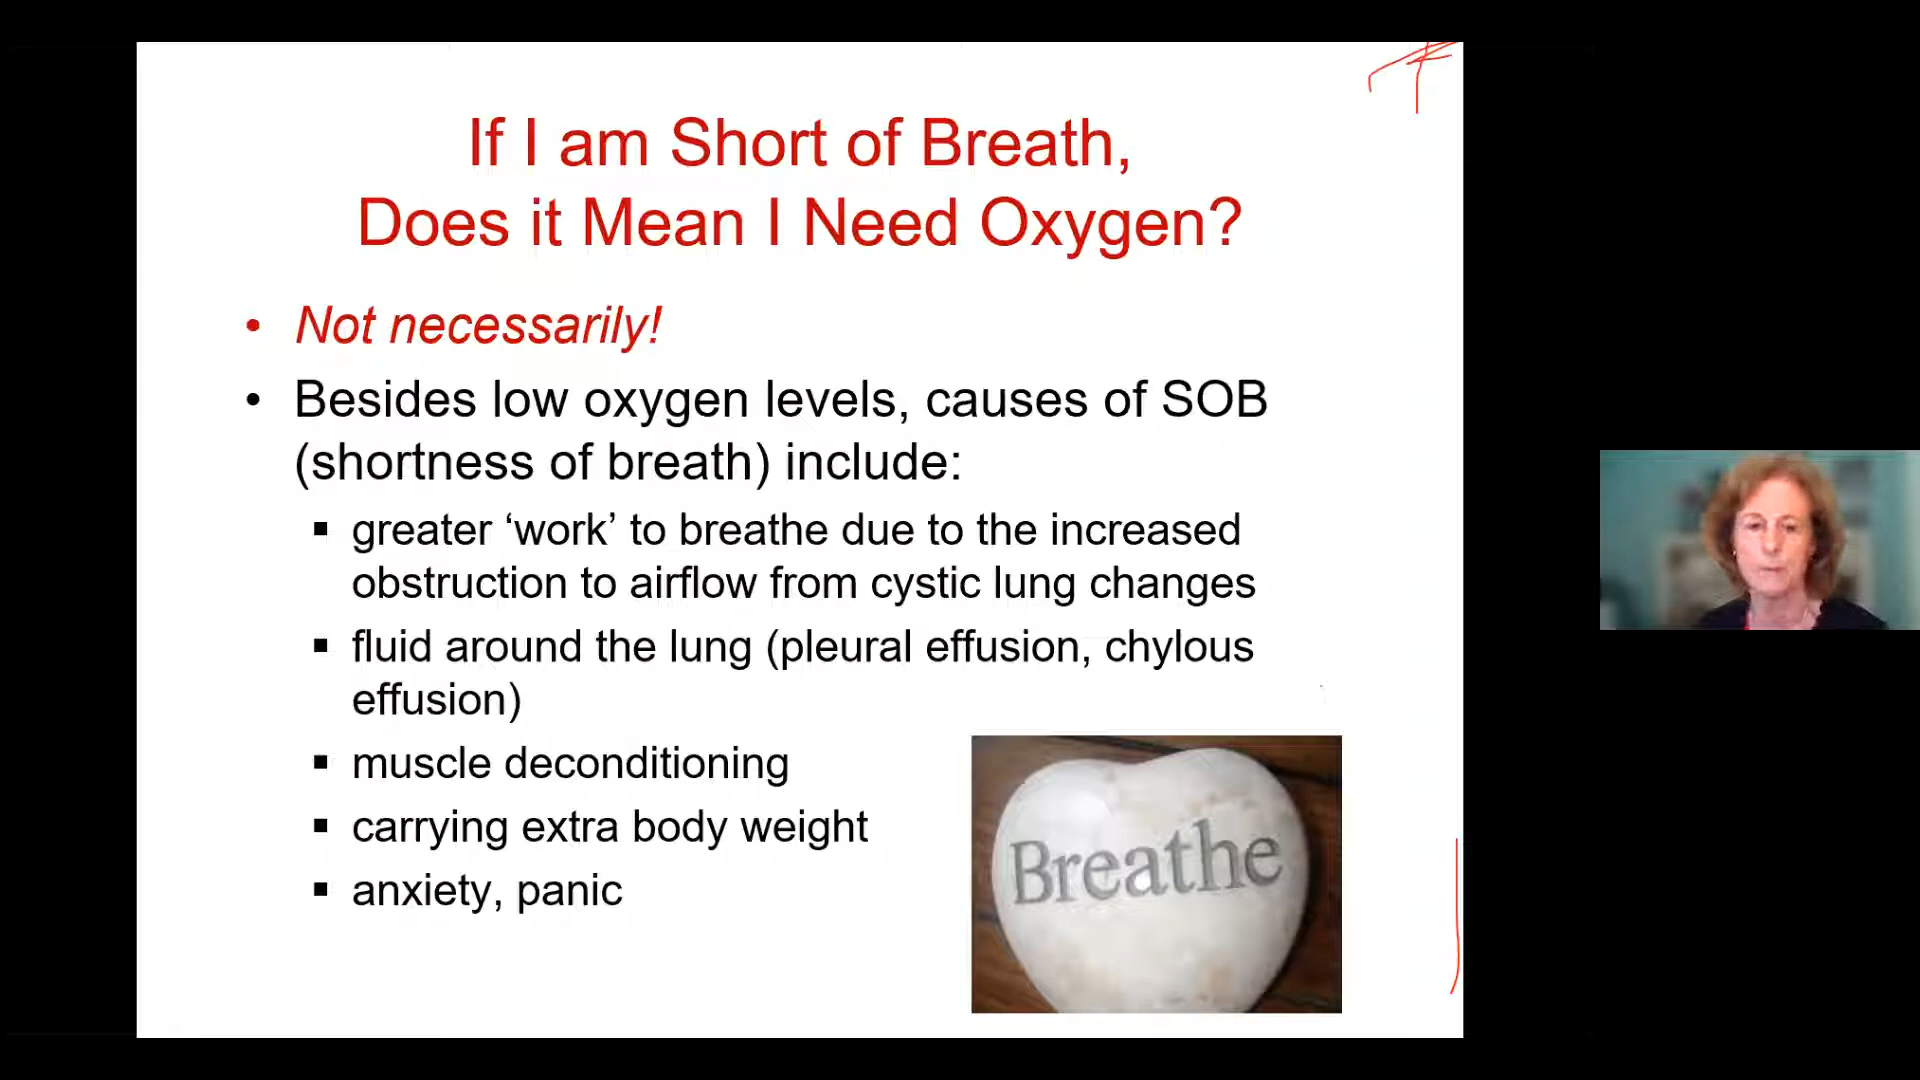 If I am Short of Breath,
Does it Mean I Need Oxygen?
• Not necessarily!
• Besides low oxygen levels, causes of SOB
(shortness of breath) include:
▪ greater ‘work’ to breathe due to the increased
obstruction to airflow from cystic lung changes
▪ fluid around the lung (pleural effusion, chylous
effusion)
▪ muscle deconditioning
▪ carrying extra body weight
▪ anxiety, panic
Breathe